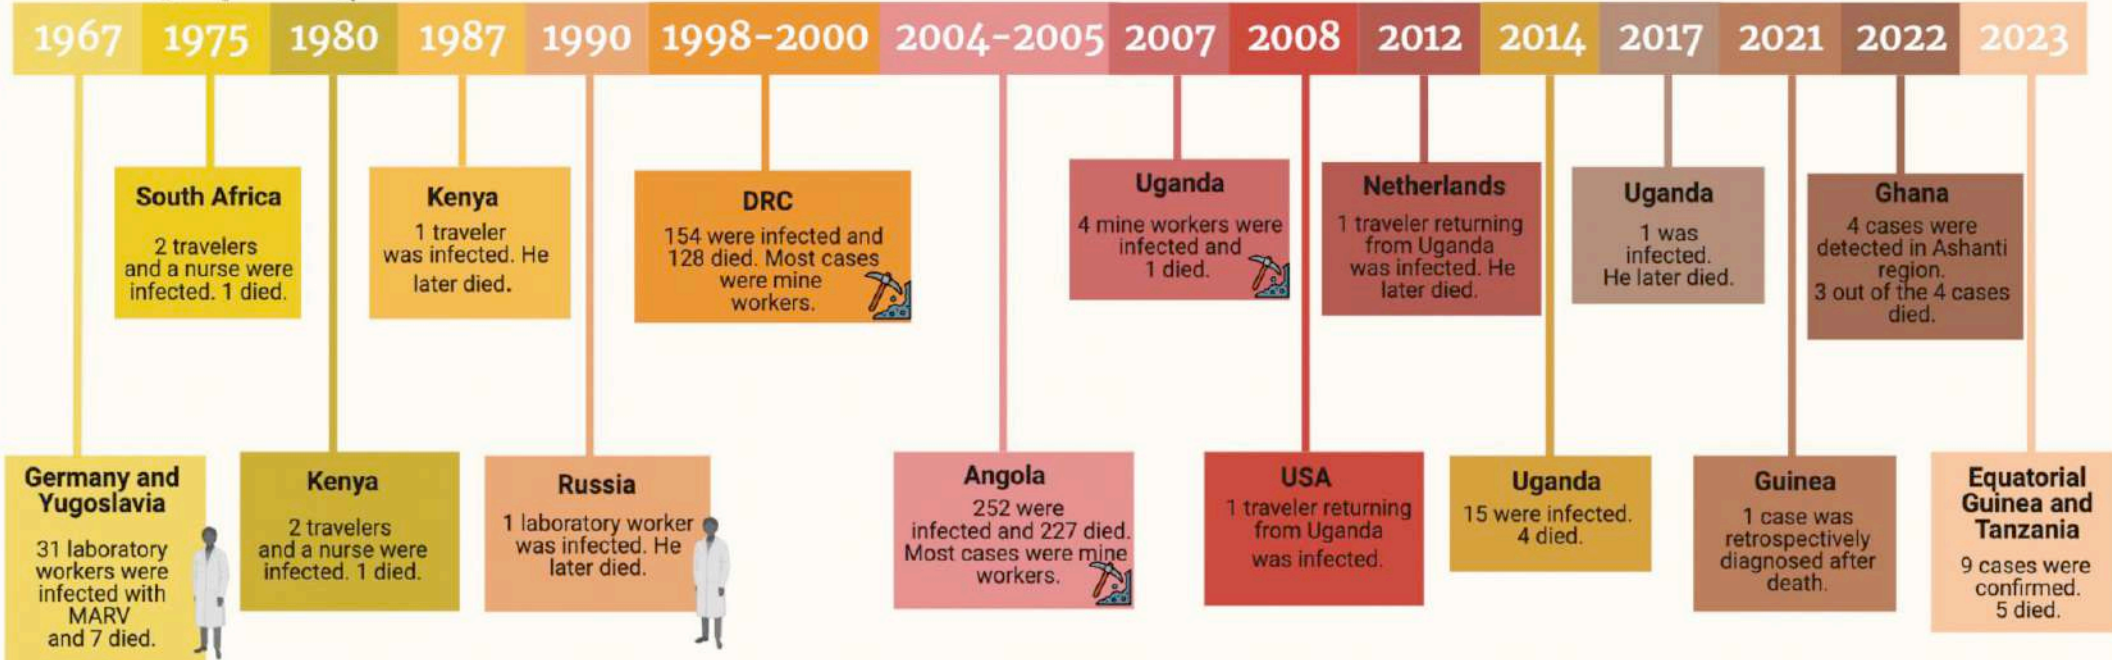 1967 1975 1980 1987 1990 1998-2000 2004-2005 2007 2008 2012 2014 2017 2021 2022 2023
South Africa
2 travelers
and a nurse were
infected. 1 died.
Kenya
1 traveler
was infected. He
later died.
DRC
154 were infected and
128 died. Most cases
were mine
workers.
Uganda
4 mine workers were
infected and
1 died.
Netherlands
1 traveler returning
from Uganda
was infected. He
later died.
Uganda
1 was
infected.
He later died.
Ghana
4 cases were
detected in Ashanti
region.
3 out of the 4 cases
died.
Germany and
Yugoslavia
31 laboratory
workers were
infected with
MARV
and 7 died.
Kenya
2 travelers
and a nurse were
infected. 1 died.
Russia
1 laboratory worker
was infected. He
later died.
Angola
252 were
infected and 227 died.
Most cases were mine
workers.
USA
1 traveler returning
from Uganda
was infected.
Uganda
15 were infected.
4 died.
Guinea
1 case was
retrospectively
diagnosed after
death.
Equatorial
Guinea and
Tanzania
9 cases were
confirmed.
5 died.